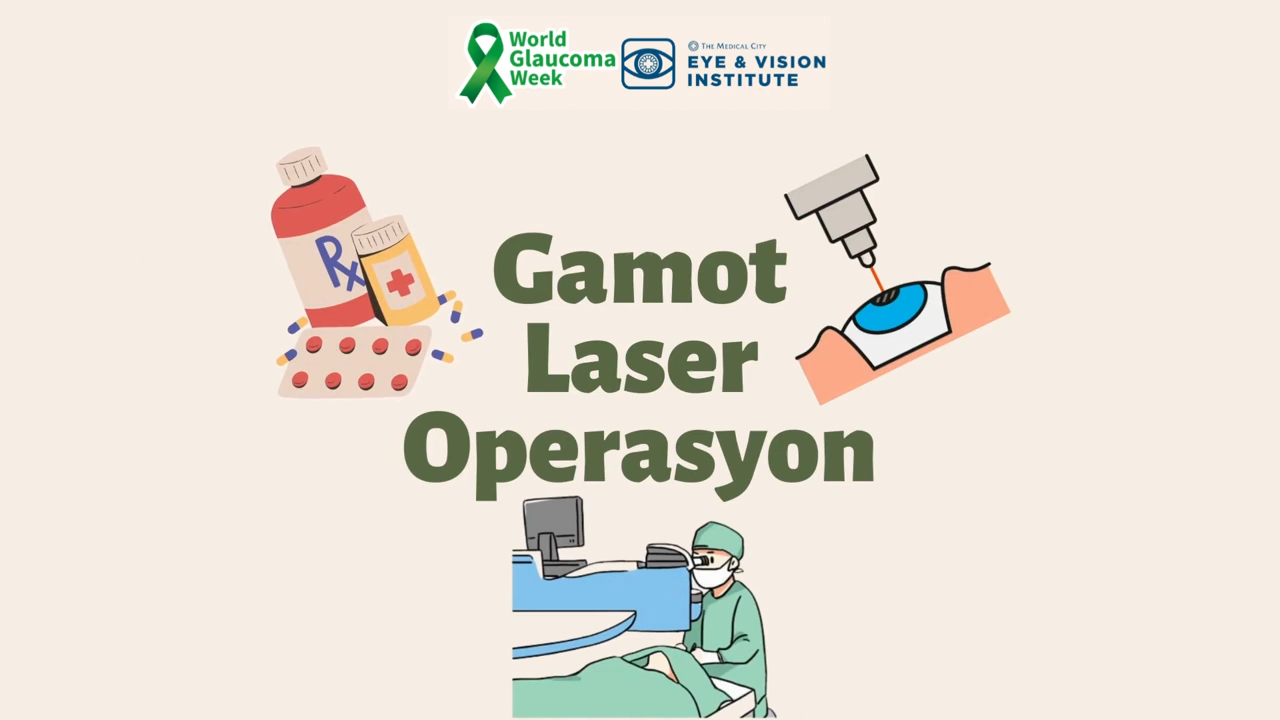 World
Glaucoma
Week
THE MEDICAL CITY
EYE & VISION
INSTITUTE
Rx
Gamot
Laser
Operasyon